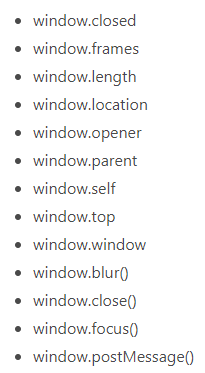 window.closed
window.frames
window.length
window.location
window.opener
window.parent
window.self
window.top
window.window
window.blur()
window.close()
window.focus()
window.postMessage()